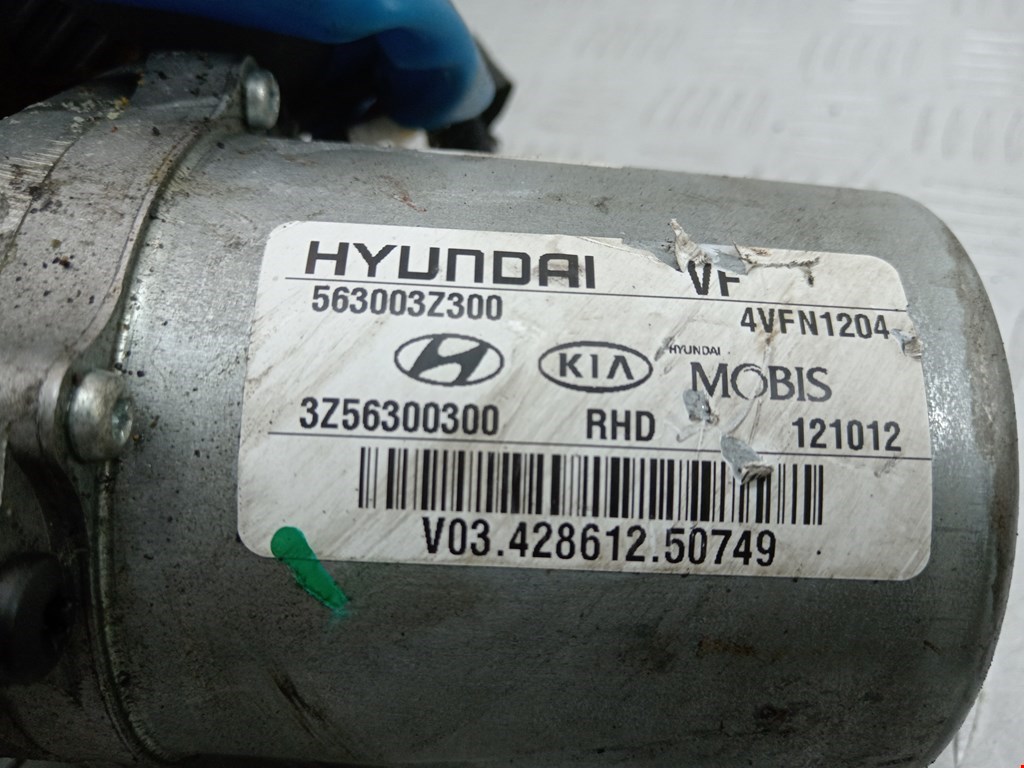 HYUNDAI VF
563003Z300 4VFN1204
KIA HYUNDAI MOBIS
3Z56300300 RHD 121012
V03.428612.50749